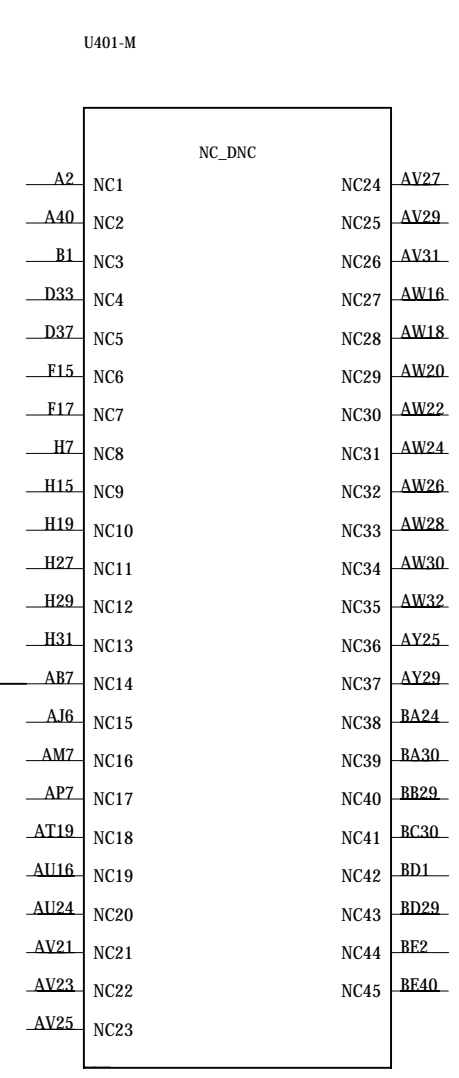 U401-M
NC_DNC
A2 NC1 NC24 AV27
A40 NC2 NC25 AV29
B1 NC3 NC26 AV31
D33 NC4 NC27 AW16
D37 NC5 NC28 AW18
F15 NC6 NC29 AW20
F17 NC7 NC30 AW22
H7 NC8 NC31 AW24
H15 NC9 NC32 AW26
H19 NC10 NC33 AW28
H27 NC11 NC34 AW30
H29 NC12 NC35 AW32
H31 NC13 NC36 AY25
AB7 NC14 NC37 AY29
AJ6 NC15 NC38 BA24
AM7 NC16 NC39 BA30
AP7 NC17 NC40 BB29
AT19 NC18 NC41 BC30
AU16 NC19 NC42 BD1
AU24 NC20 NC43 BD29
AV21 NC21 NC44 BE2
AV23 NC22 NC45 BE40
AV25 NC23